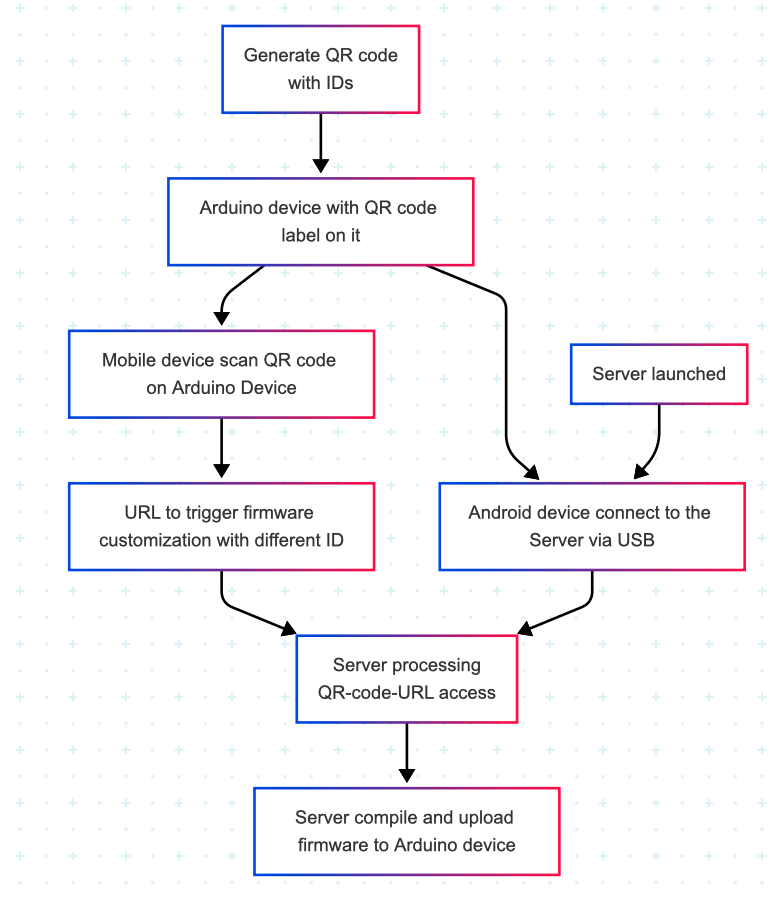 Generate QR code
with IDs
Arduino device with QR code
label on it
Mobile device scan QR code
on Arduino Device
Server launched
URL to trigger firmware
customization with different ID
Android device connect to the
Server via USB
Server processing
QR-code-URL access
Server compile and upload
firmware to Arduino device